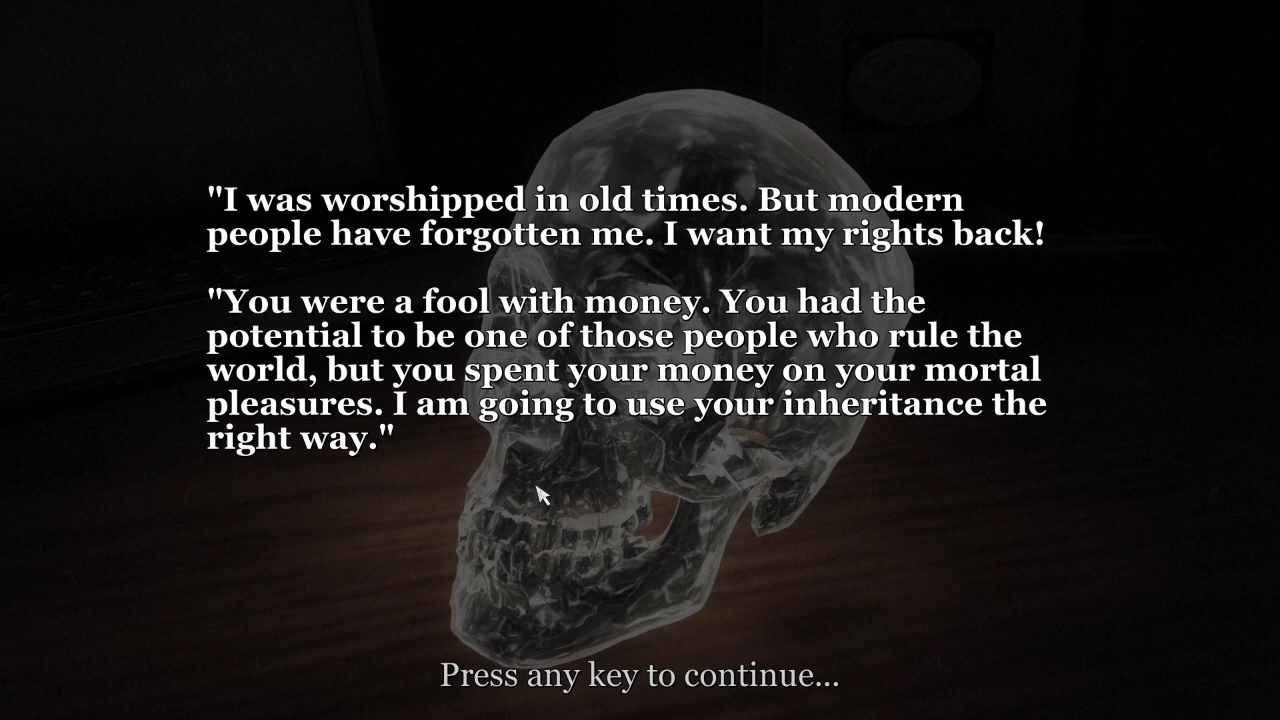 "I was worshipped in old times. But modern
people have forgotten me. I want my rights back!
"You were a fool with money. You had the
potential to be one of those people who rule the
world, but you spent your money on your mortal
pleasures. I am going to use your inheritance the
right way."
Press any key to continue...